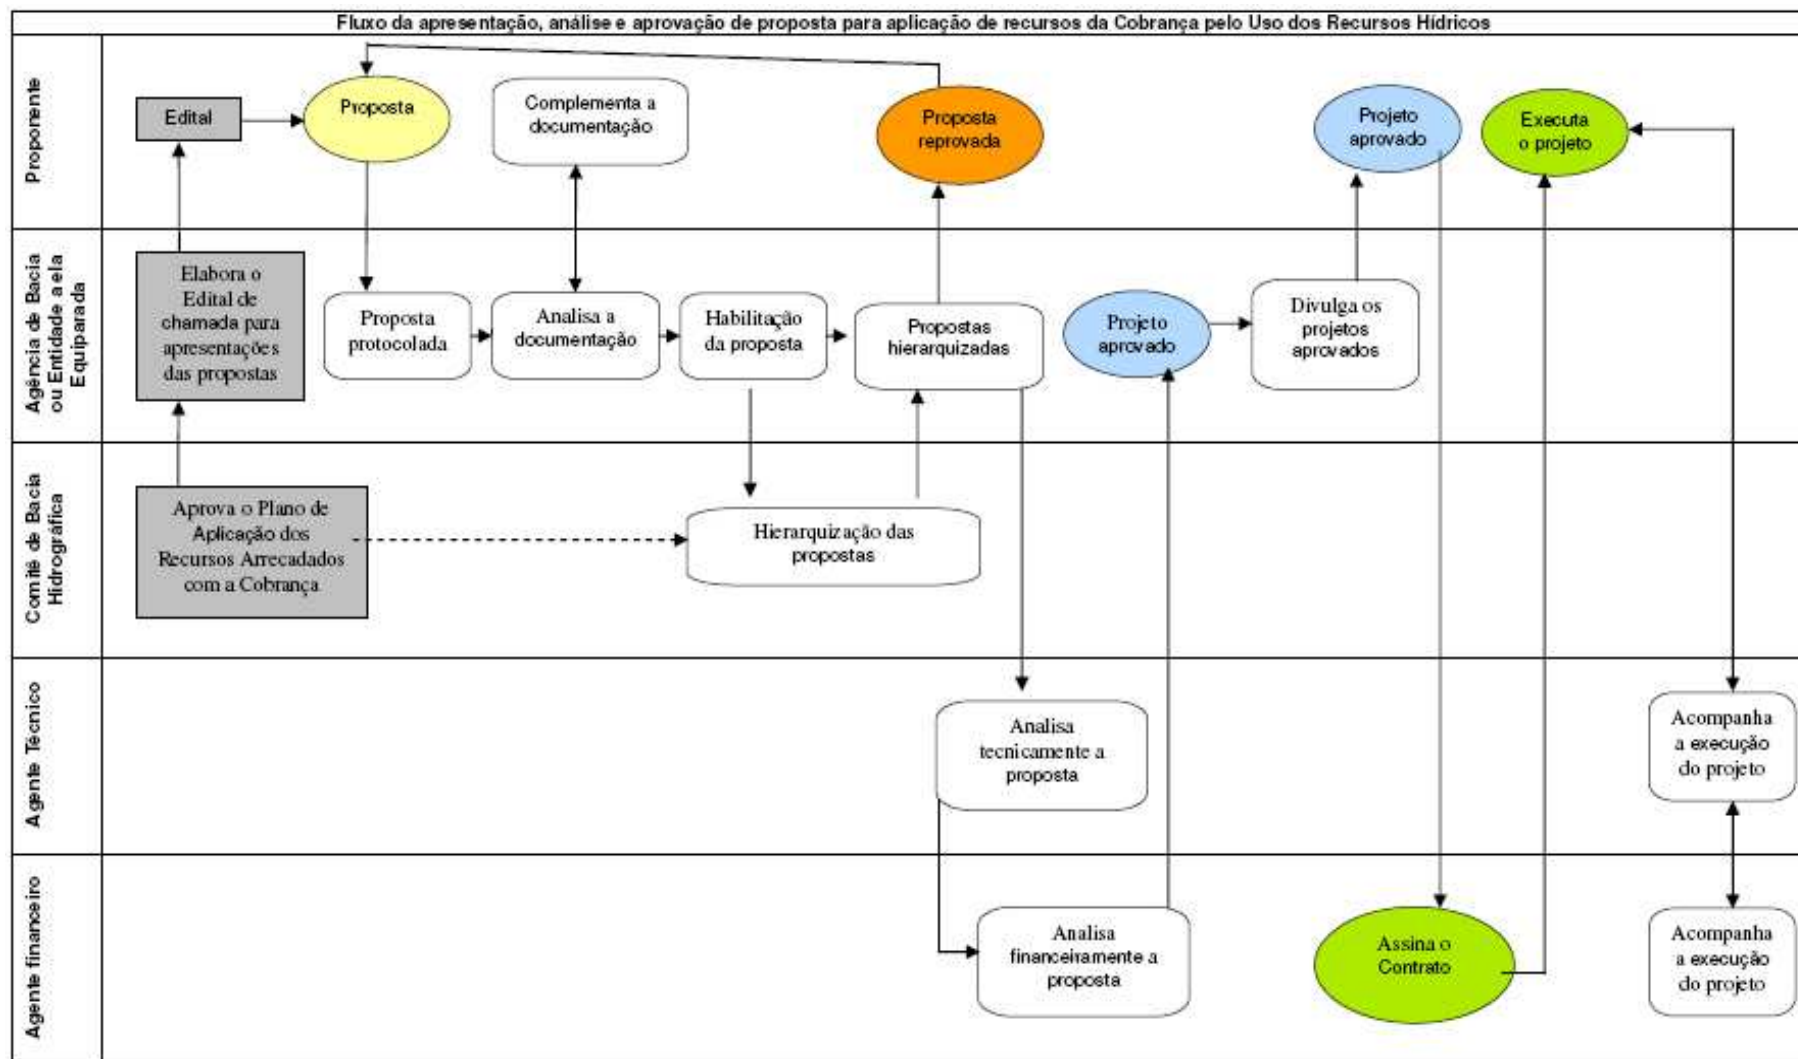 Fluxo da apresentação, análise e aprovação de proposta para aplicação de recursos da Cobrança pelo Uso dos Recursos Hídricos
Proponente
Edital
Proposta
Complementa a
documentação
Proposta
reprovada
Projeto
aprovado
Executa
o projeto
Agência de Bacia
ou Entidade a ela
Equiparada
Elabora o
Edital de
chamada para
apresentações
das propostas
Proposta
protocolada
Analisa a
documentação
Habilitação
da proposta
Propostas
hierarquizadas
Projeto
aprovado
Divulga os
projetos
aprovados
Comitê de Bacia
Hidrográfica
Aprova o Plano de
Aplicação dos
Recursos Arrecadados
com a Cobrança
Hierarquização das
propostas
Agente Técnico
Analisa
tecnicamente a
proposta
Acompanha
a execução
do projeto
Agente financeiro
Analisa
financeiramente a
proposta
Assina o
Contrato
Acompanha
a execução
do projeto